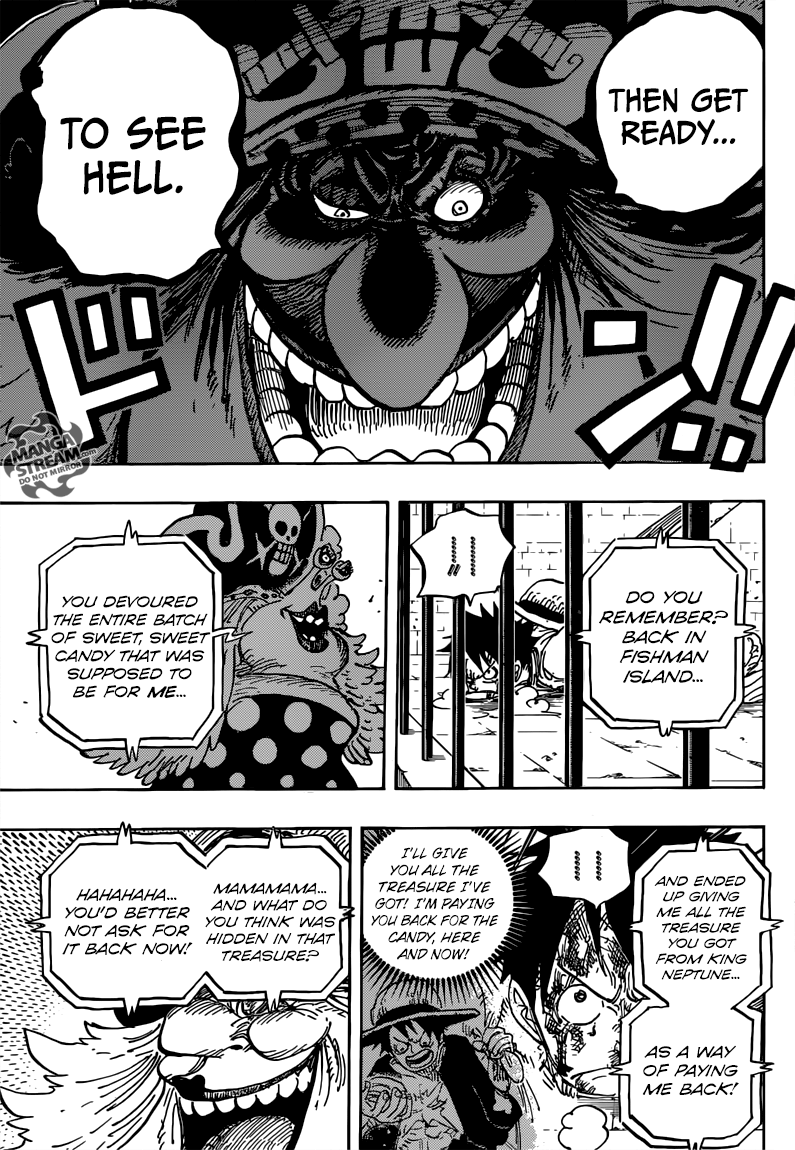 THEN GET
READY...
TO SEE
HELL.
ドン!!
MANGA
STREAM.com
DO NOT MIRROR
DO YOU
REMEMBER?
BACK IN
FISHMAN
ISLAND...
......!!
YOU DEVOURED
THE ENTIRE BATCH
OF SWEET, SWEET
CANDY THAT WAS
SUPPOSED TO
BE FOR ME...
AND ENDED
UP GIVING
ME ALL THE
TREASURE
YOU GOT
FROM KING
NEPTUNE...
AS A WAY
OF PAYING
ME BACK!
............
I'LL GIVE
YOU ALL THE
TREASURE I'VE
GOT! I'M PAYING
YOU BACK FOR THE
CANDY, HERE
AND NOW!
MAMAMAMA...
AND WHAT DO
YOU THINK WAS
HIDDEN IN THAT
TREASURE?
HAHAHAHA...
YOU'D BETTER
NOT ASK FOR
IT BACK NOW!